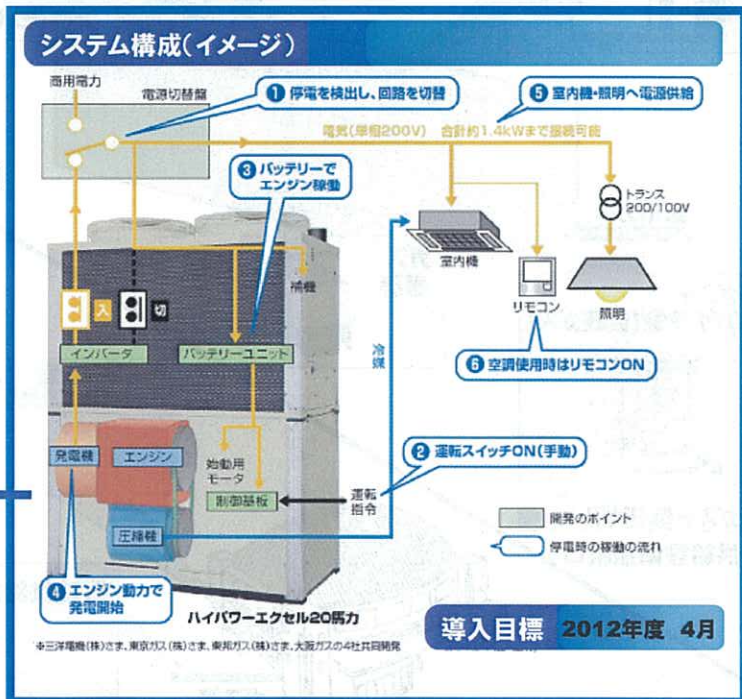 システム構成(イメージ)
商用電力
電源切替盤
❶ 停電を検出し、回路を切替
❺ 室内機・照明へ電源供給
電気(単相200V) 合計約1.4kWまで接続可能
❸ バッテリーで
エンジン稼働
トランス
200/100V
室内機
リモコン
照明
補機
入
切
インバータ
バッテリーユニット
冷媒
❻ 空調使用時はリモコンON
発電機
エンジン
始動用
モータ
制御基板
運転
指令
❷ 運転スイッチON(手動)
圧縮機
開発のポイント
停電時の稼働の流れ
❹ エンジン動力で
発電開始
ハイパワーエクセル20馬力
導入目標 2012年度 4月
※三洋電機(株)さま、東京ガス(株)さま、東邦ガス(株)さま、大阪ガスの4社共同開発